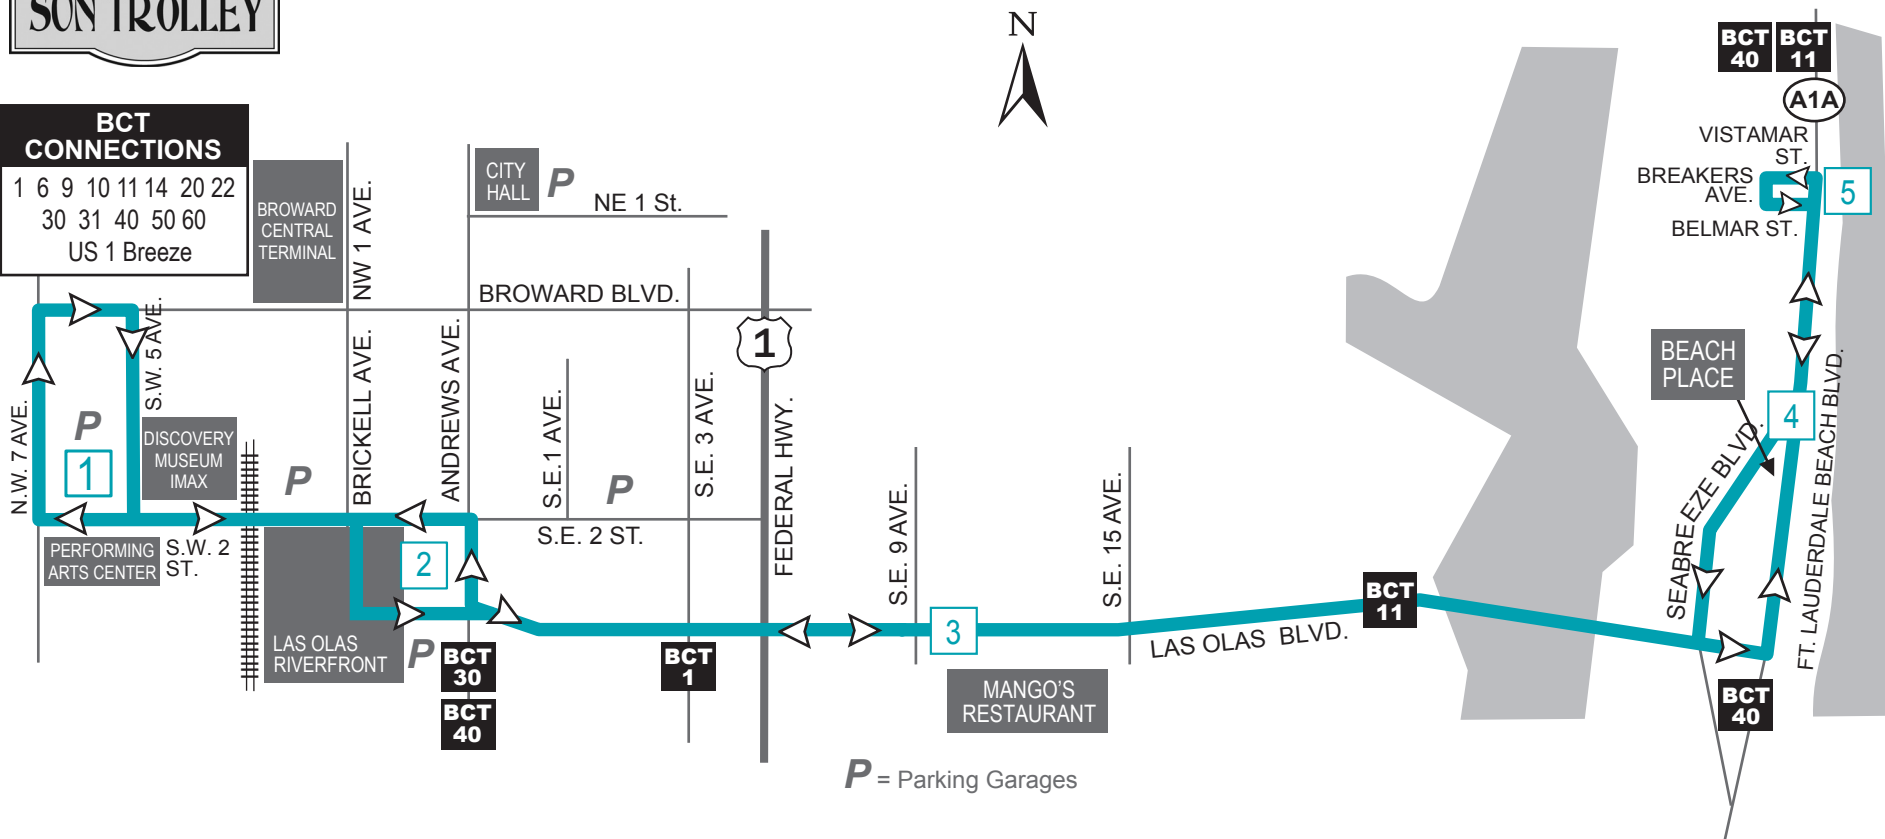 SUN TROLLEY
N
BCT
CONNECTIONS
1 6 9 10 11 14 20 22
30 31 40 50 60
US 1 Breeze
BROWARD
CENTRAL
TERMINAL
NW 1 AVE.
CITY
HALL
P
NE 1 St.
BROWARD BLVD.
1
BCT
40
BCT
11
A1A
VISTAMAR
ST.
BREAKERS
AVE.
BELMAR ST.
5
N.W. 7 AVE.
S.W. 5 AVE.
P
1
DISCOVERY
MUSEUM
IMAX
P
BRICKELL AVE.
ANDREWS AVE.
S.E.1 AVE.
P
S.E. 3 AVE.
FEDERAL HWY.
S.E. 2 ST.
PERFORMING
ARTS CENTER
S.W. 2
ST.
2
LAS OLAS
RIVERFRONT
P
BCT
30
BCT
40
BCT
1
S.E. 9 AVE.
3
MANGO'S
RESTAURANT
S.E. 15 AVE.
LAS OLAS BLVD.
BCT
11
BEACH
PLACE
4
SEABREEZE BLVD.
FT. LAUDERDALE BEACH BLVD.
BCT
40
P = Parking Garages